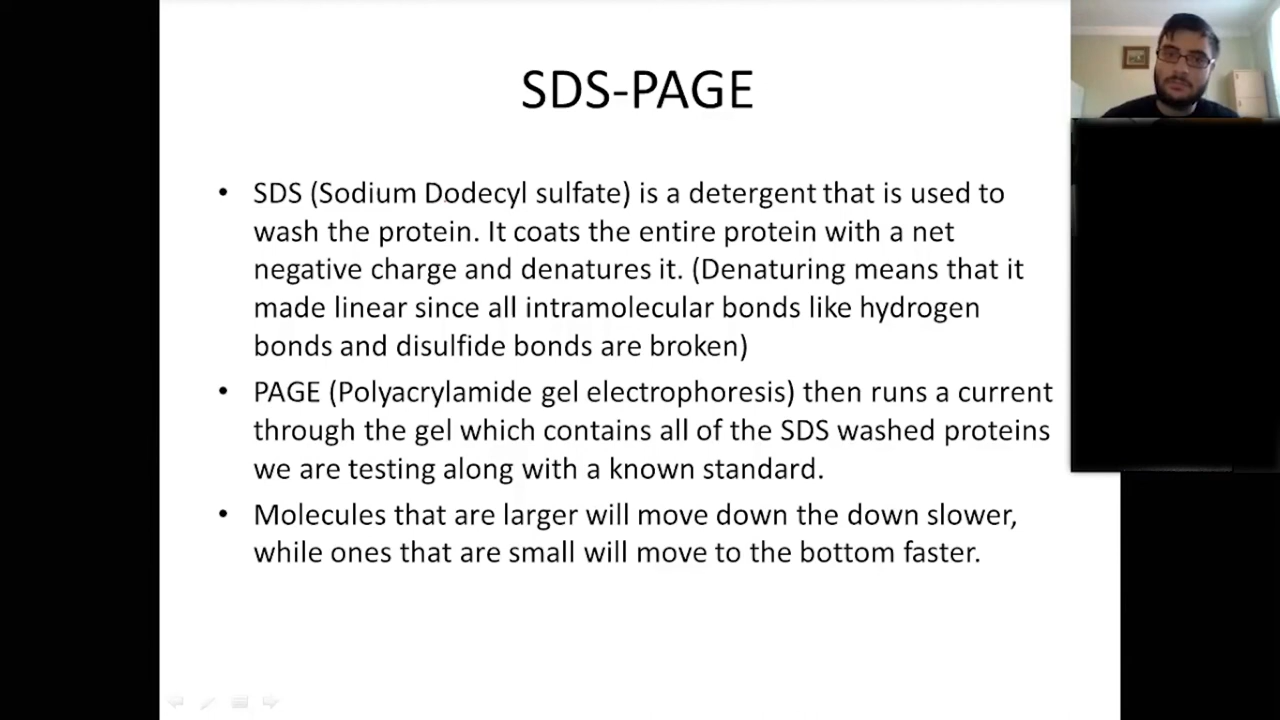 SDS-PAGE
• SDS (Sodium Dodecyl sulfate) is a detergent that is used to
wash the protein. It coats the entire protein with a net
negative charge and denatures it. (Denaturing means that it
made linear since all intramolecular bonds like hydrogen
bonds and disulfide bonds are broken)
• PAGE (Polyacrylamide gel electrophoresis) then runs a current
through the gel which contains all of the SDS washed proteins
we are testing along with a known standard.
• Molecules that are larger will move down the down slower,
while ones that are small will move to the bottom faster.